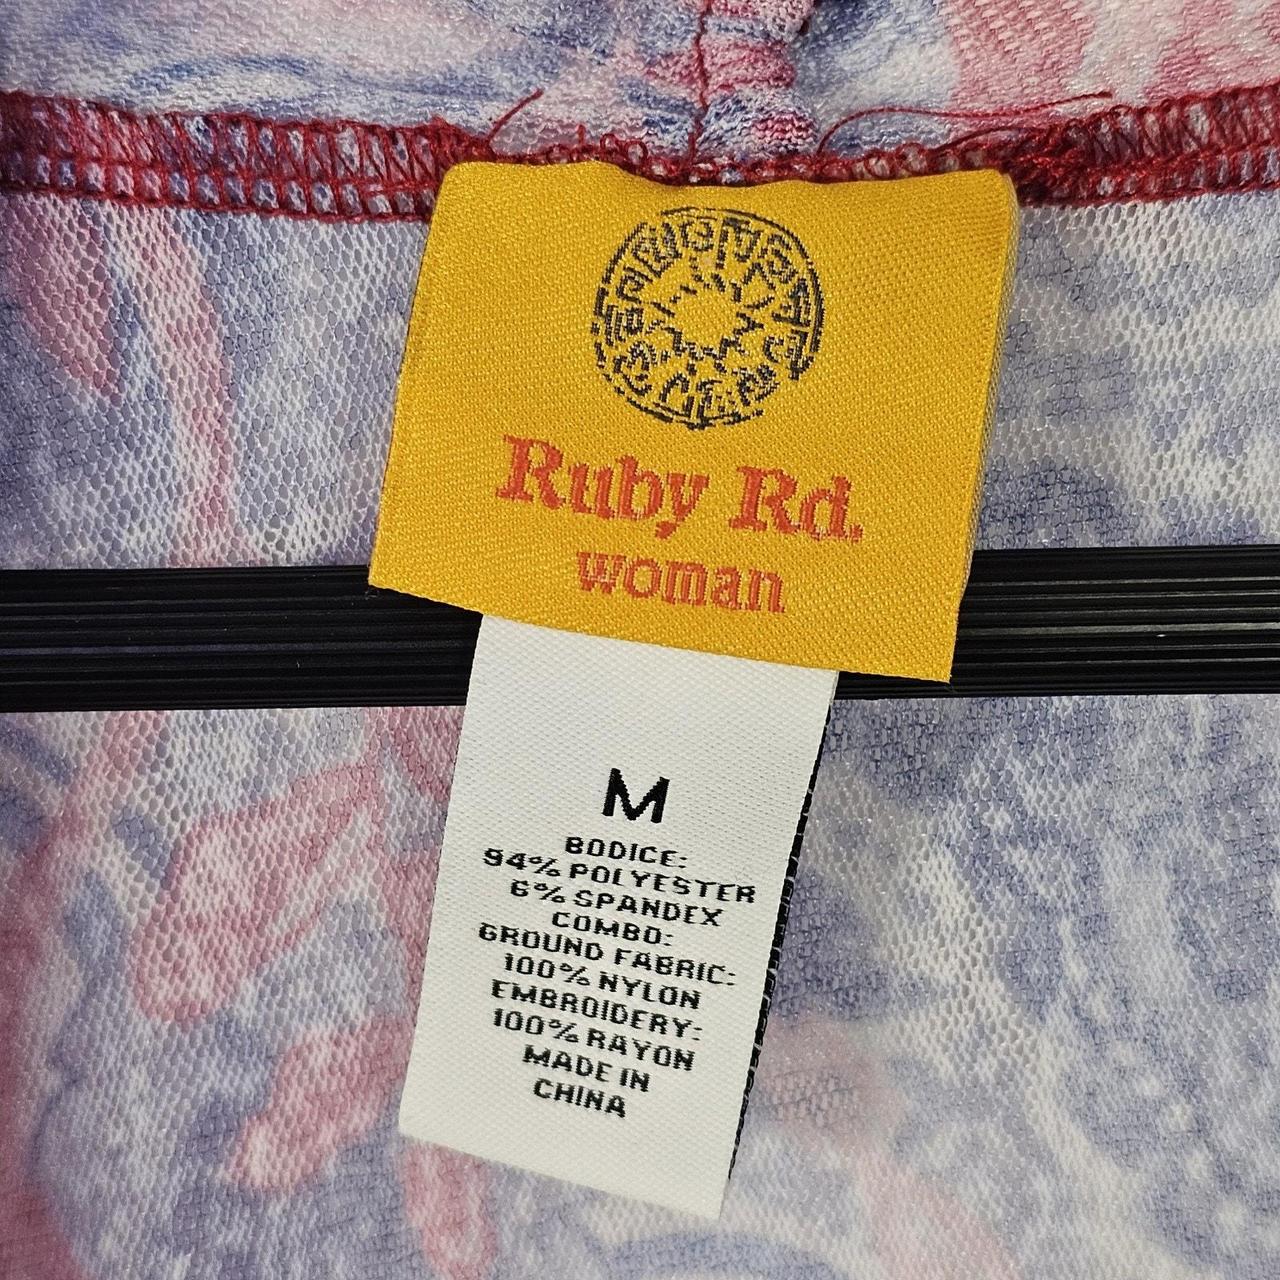 Ruby Rd.
woman
M
BODICE:
94% POLYESTER
6% SPANDEX
COMBO:
GROUND FABRIC:
100% NYLON
EMBROIDERY:
100% RAYON
MADE IN
CHINA